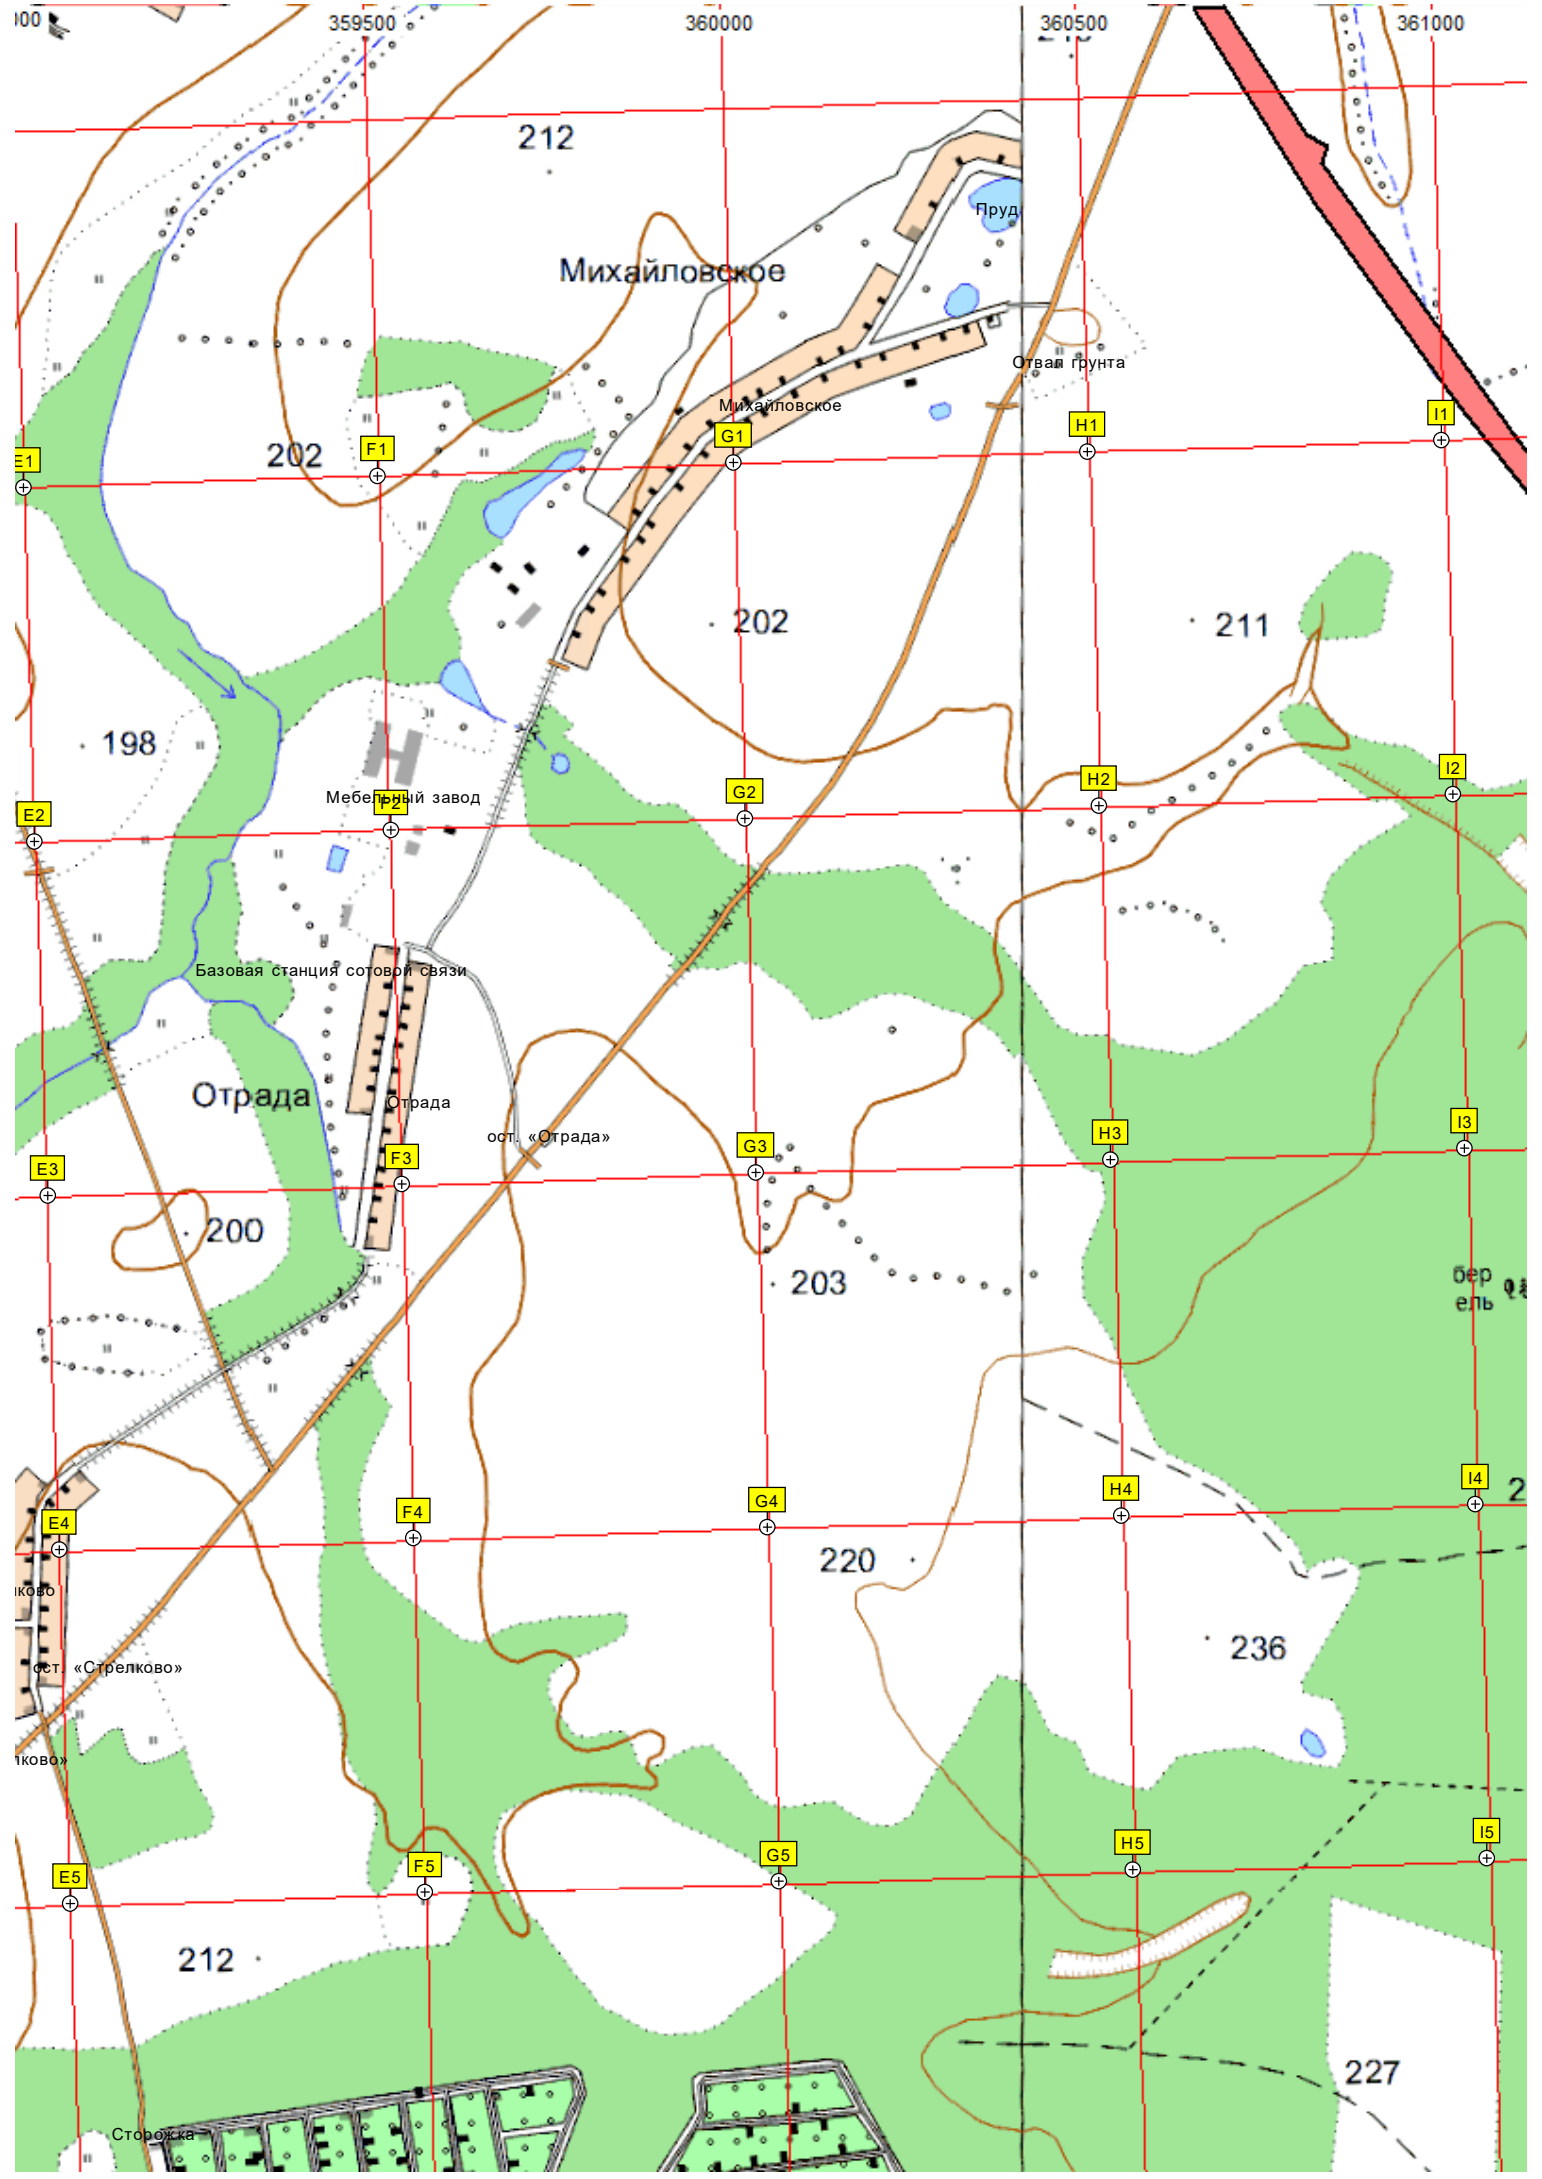 359500 360000 360500 361000
212
Пруд
Михайловское
Отвал грунта
Михайловское
E1 F1 G1 H1 I1
202
202
211
198
Мебельный завод
E2 F2 G2 H2 I2
Базовая станция сотовой связи
Отрада
Отрада
ост. «Отрада»
E3 F3 G3 H3 I3
200
203
бер
ель
E4 F4 G4 H4 I4
220
236
ост. «Стрелково»
E5 F5 G5 H5 I5
212
227
Сторожка